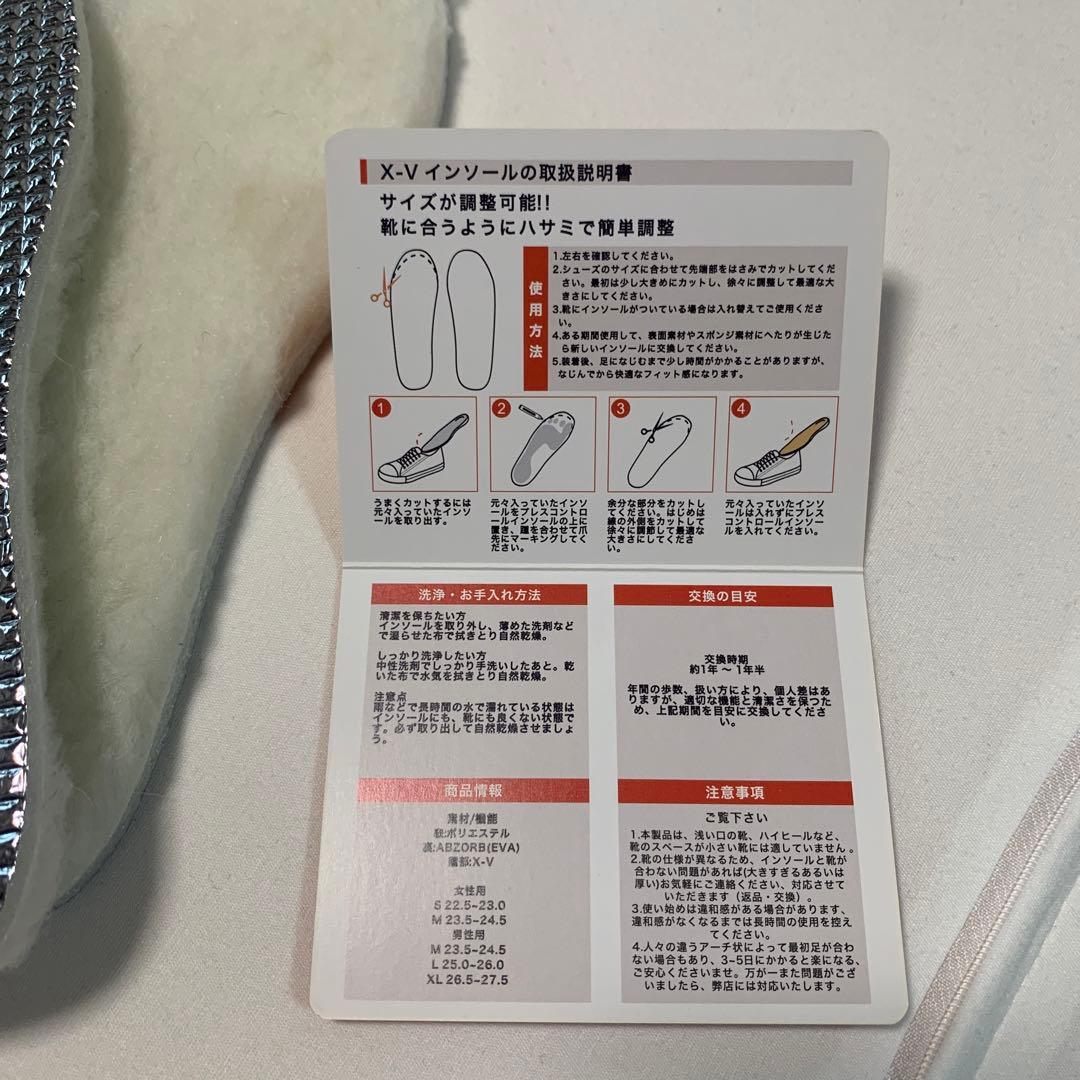 X-V インソールの取扱説明書
サイズが調整可能!!
靴に合うようにハサミで簡単調整
使用方法
1.左右を確認してください。
2.シューズのサイズに合わせて先端部をはさみでカットしてくだ
さい。最初は少し大きめにカットし、徐々に調整して最適な大
きさにしてください。
3.靴にインソールがついている場合は入れ替えてご使用くださ
い。
4.ある期間使用して、表面素材やスポンジ素材にへたりが生じた
ら新しいインソールに交換してください。
5.装着後、足になじむまで少し時間がかかることがありますが、
なじんでから快適なフィット感になります。
1
うまくカットするには
元々入っていたインソ
ールを取り出す。
2
元々入っていたインソ
ールをプレスコントロ
ールインソールの上に
置き、踵を合わせて爪
先にマーキングしてく
ださい。
3
余分な部分をカットし
てください。はじめは
線の外側をカットして
徐々に調節して最適な
大きさにしてくださ
い。
4
元々入っていたインソ
ールは入れずにプレス
コントロールインソー
ルを入れてください。
洗浄・お手入れ方法
清潔を保ちたい方
インソールを取り外し、薄めた洗剤など
で湿らせた布で拭きとり自然乾燥。
しっかり洗浄したい方
中性洗剤でしっかり手洗いしたあと。乾
いた布で水気を拭きとり自然乾燥。
注意点
雨などで長時間の水で濡れている状態は
インソールにも、靴にも良くない状態で
す。必ず取り出して自然乾燥させましょ
う。
交換の目安
交換時期
約1年 〜 1年半
年間の歩数、扱い方により、個人差はあ
りますが、適切な機能と清潔さを保つた
め、上記期間を目安に交換してくださ
い。
商品情報
素材/機能
表:ポリエステル
裏:ABZORB(EVA)
踵部:X-V
女性用
S 22.5~23.0
M 23.5~24.5
男性用
M 23.5~24.5
L 25.0~26.0
XL 26.5~27.5
注意事項
ご覧下さい
1.本製品は、浅い口の靴、ハイヒールなど、
靴のスペースが小さい靴には適していません。
2.靴の仕様が異なるため、インソールと靴が
合わない問題があれば(大きすぎるあるいは
厚い)お気軽にご連絡ください、対応させて
いただきます（返品・交換）。
3.使い始めは違和感がある場合があります、
違和感がなくなるまでは長時間の使用を控え
てください。
4.人々の違うアーチ状によって最初足が合わ
ない場合もあり、3~5日にかかると楽になる、
ご安心くださいませ。万が一また問題がござ
いましたら、弊店には対応いたします。